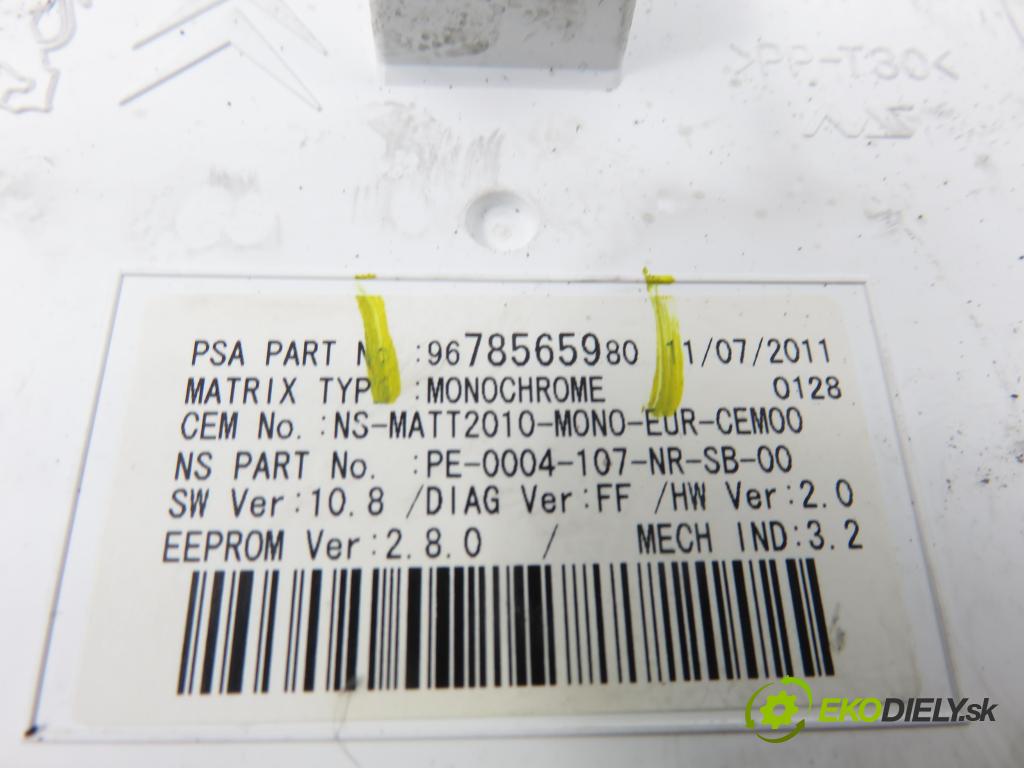 >PBT-GF<
PSA PART No. :9678565980 11/07/2011
MATRIX TYPE :MONOCHROME 0128
CEM No. :NS-MATT2010-MONO-EUR-CEM00
NS PART No. :PE-0004-107-NR-SB-00
SW Ver:10.8 /DIAG Ver:FF /HW Ver:2.0
EEPROM Ver:2.8.0 / MECH IND:3.2
EKODIELY.sk